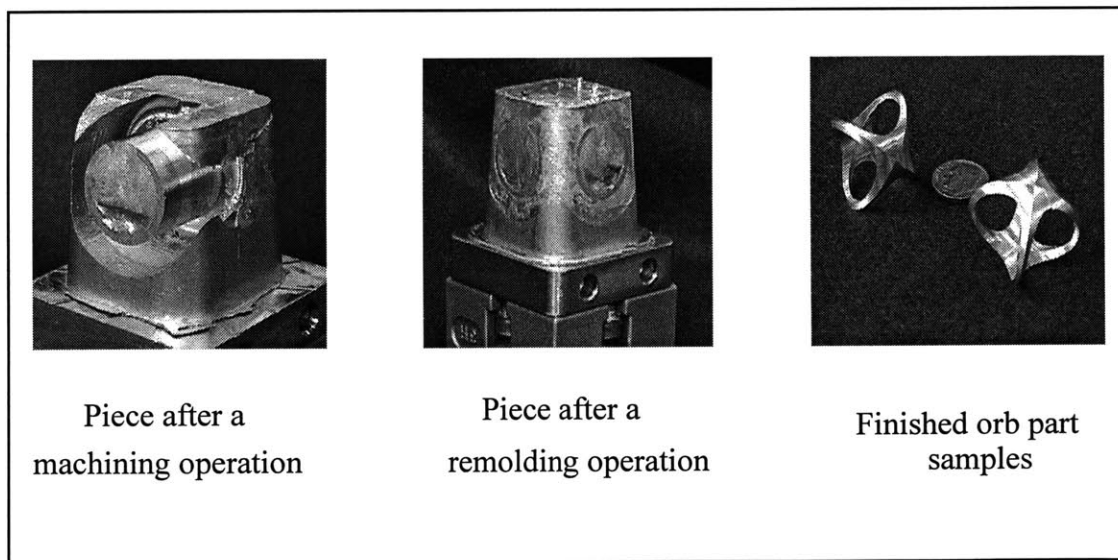 Piece after a
machining operation
Piece after a
remolding operation
Finished orb part
samples